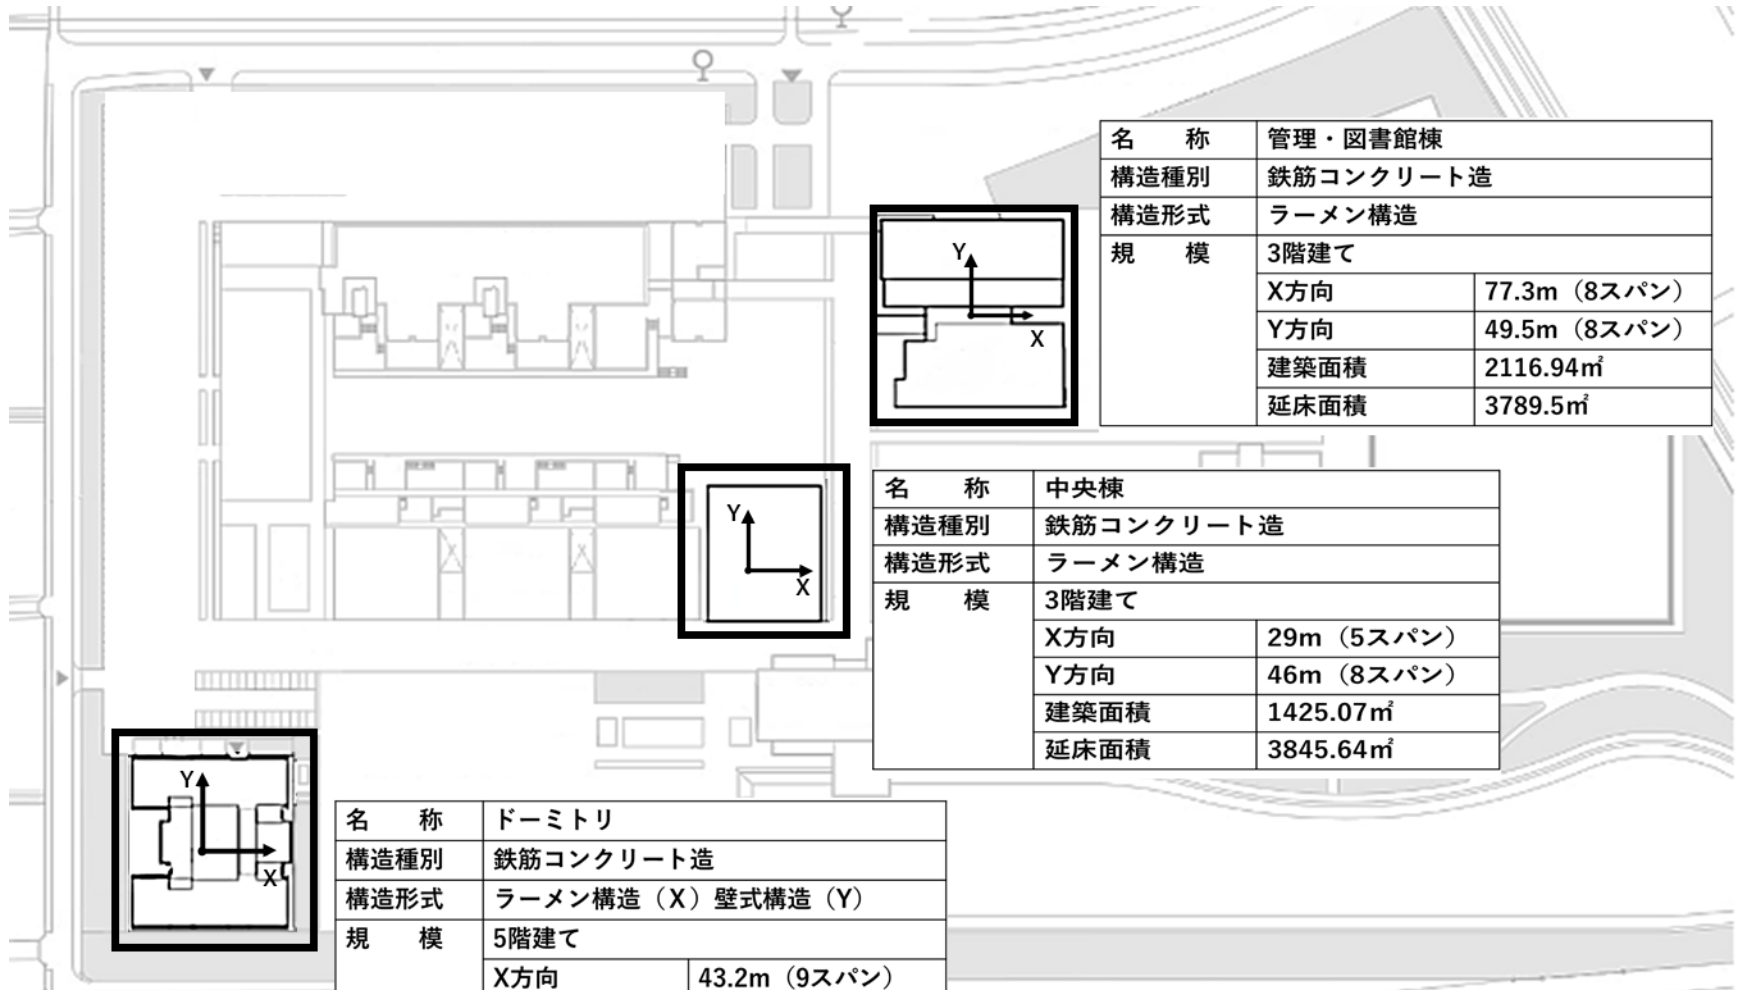 名　　称 管理・図書館棟
構造種別 鉄筋コンクリート造
構造形式 ラーメン構造
規　　模 3階建て
X方向 77.3m（8スパン）
Y方向 49.5m（8スパン）
建築面積 2116.94㎡
延床面積 3789.5㎡
Y
X
名　　称 中央棟
構造種別 鉄筋コンクリート造
構造形式 ラーメン構造
規　　模 3階建て
X方向 29m（5スパン）
Y方向 46m（8スパン）
建築面積 1425.07㎡
延床面積 3845.64㎡
Y
X
名　　称 ドーミトリ
構造種別 鉄筋コンクリート造
構造形式 ラーメン構造（X）壁式構造（Y）
規　　模 5階建て
X方向 43.2m（9スパン）
Y
X